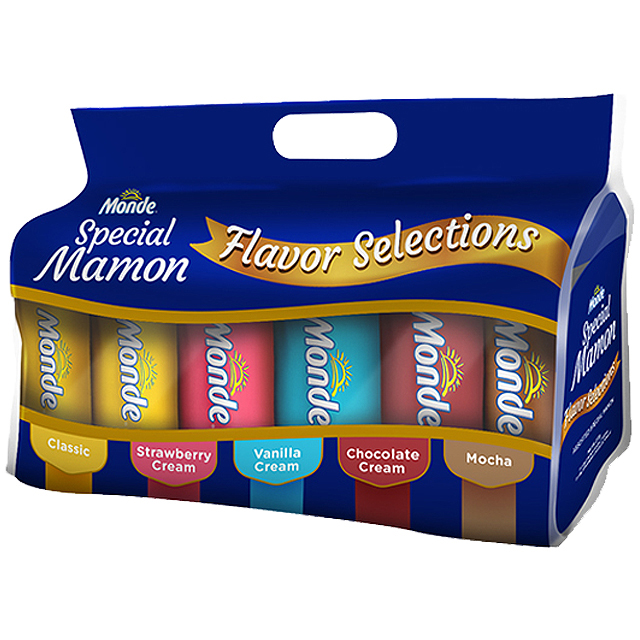 Monde
Special
Mamon
Flavor Selections
Monde
Monde
Monde
Monde
Monde
Monde
Classic
Strawberry
Cream
Vanilla
Cream
Chocolate
Cream
Mocha
Monde
Special
Mamon
Flavor Selections